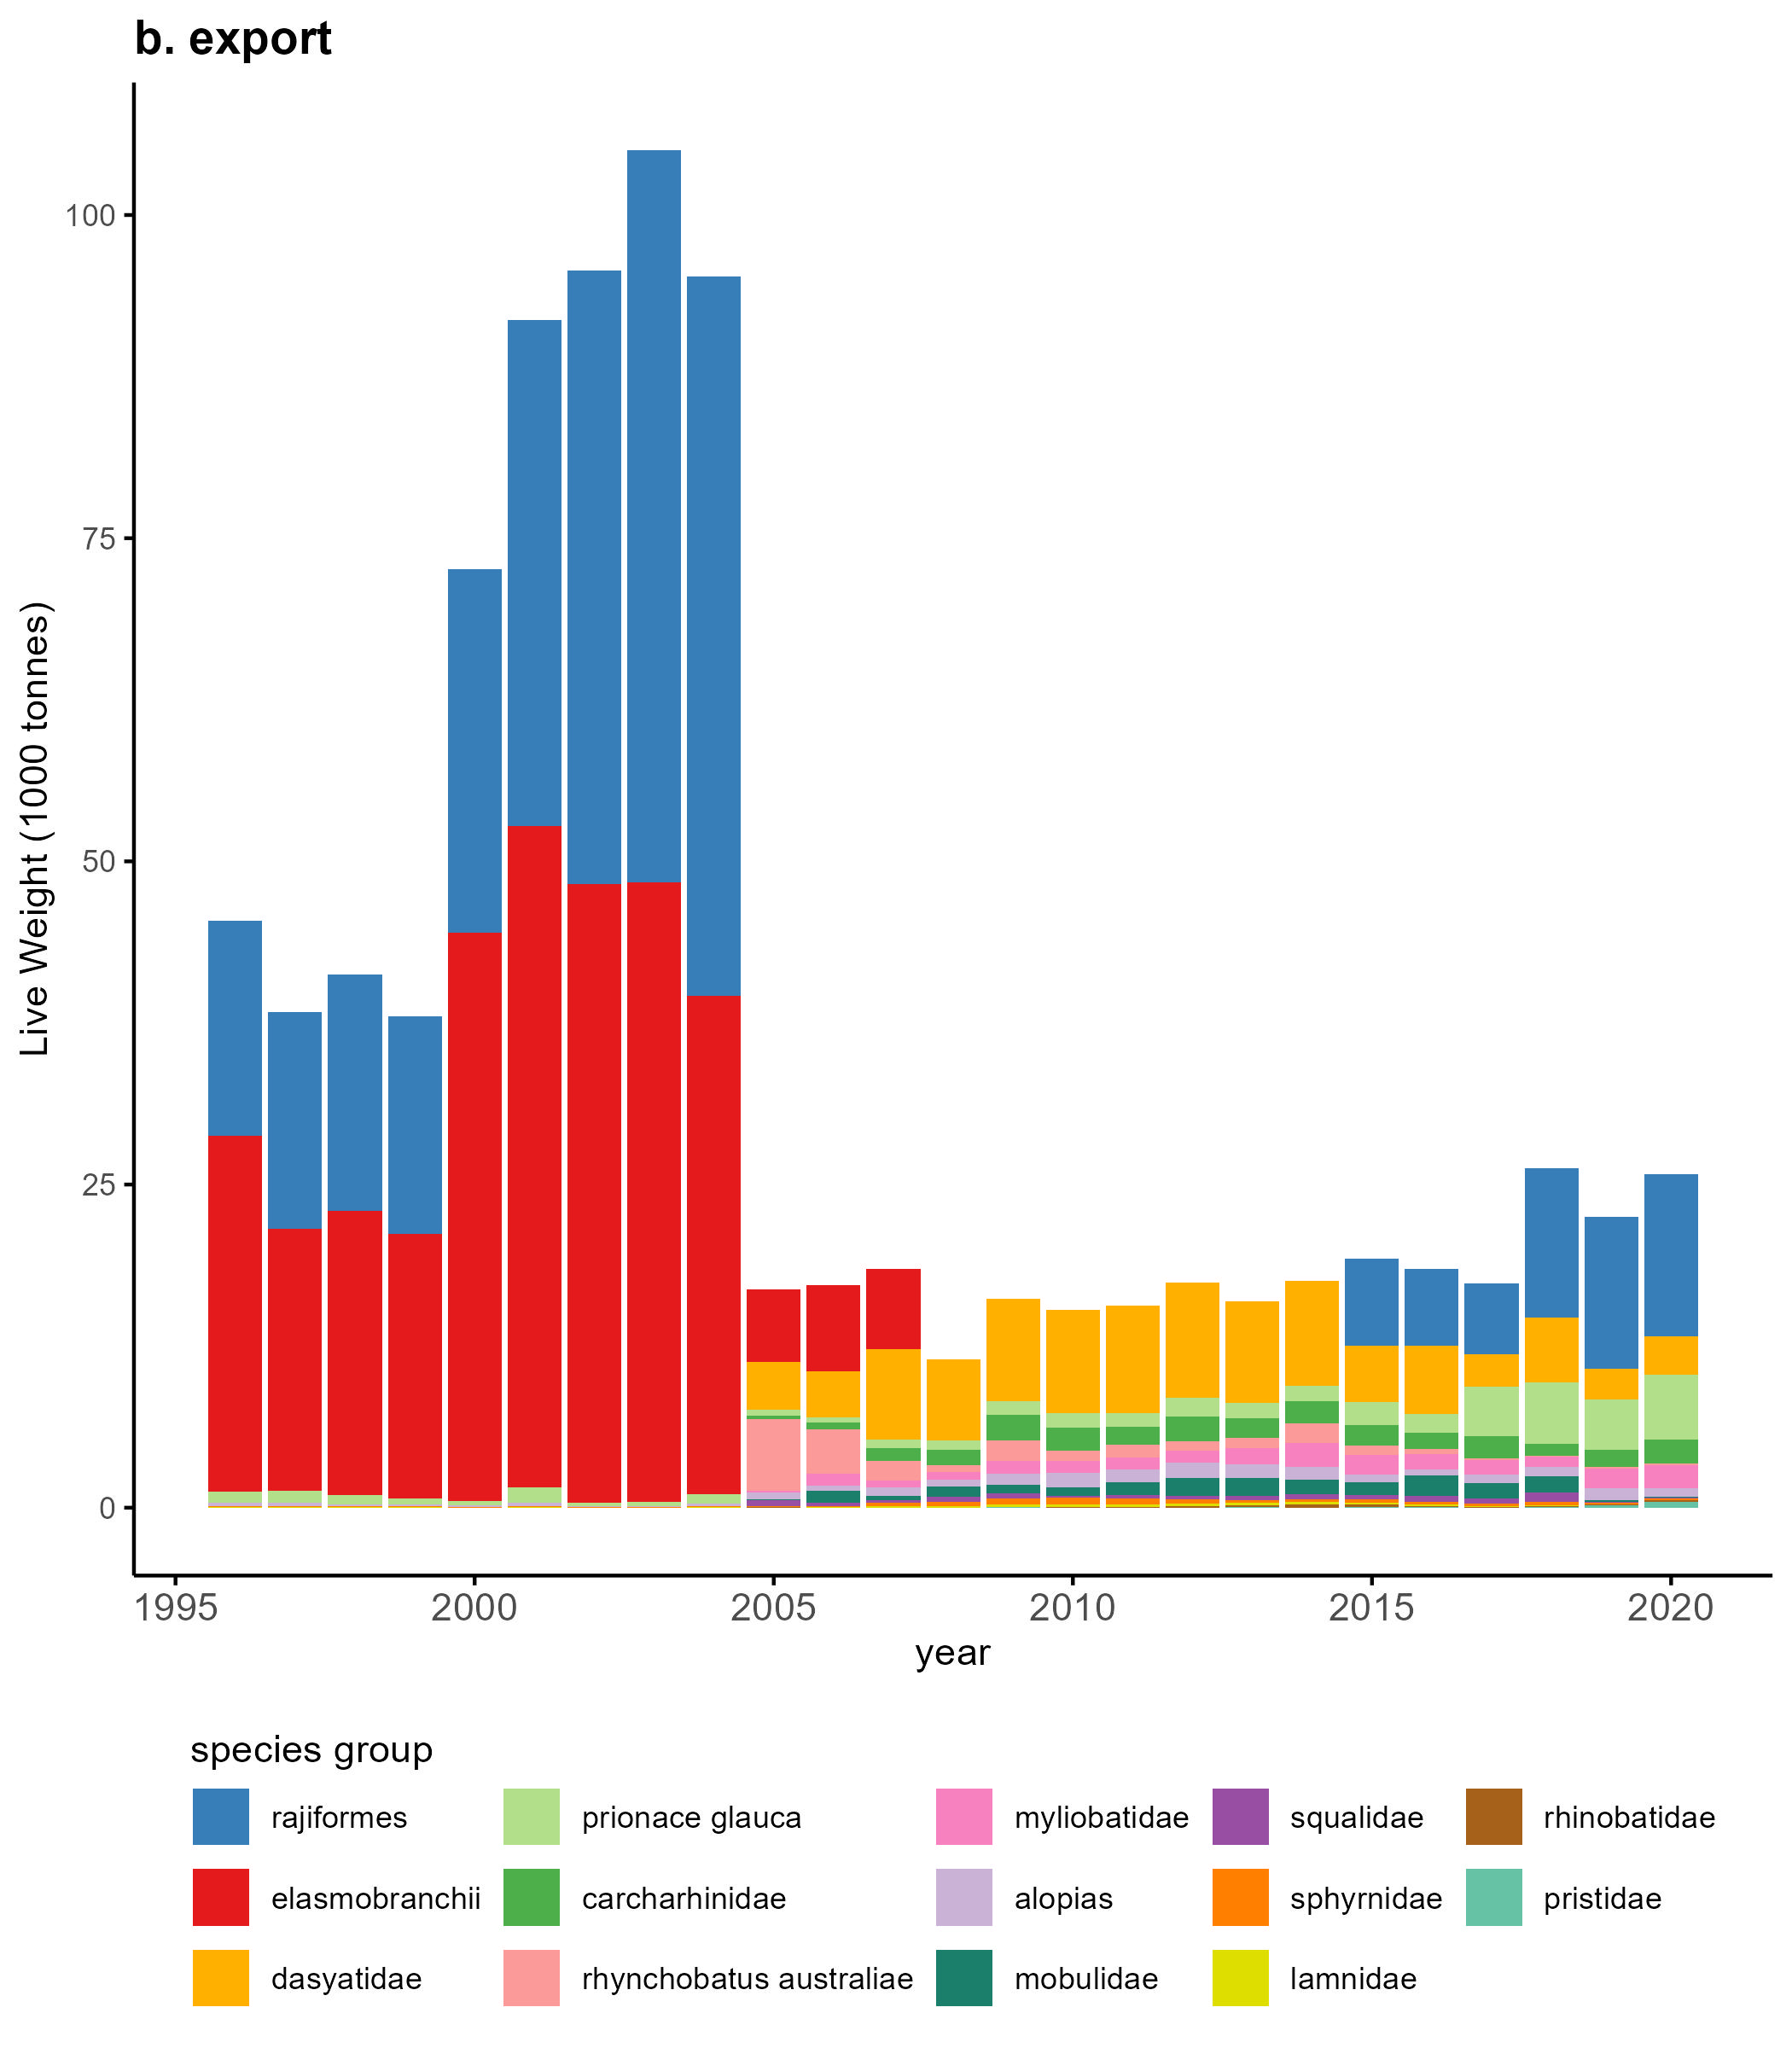 b. export
100
75
50
25
0
Live Weight (1000 tonnes)
1995 2000 2005 2010 2015 2020
year
species group
rajiformes prionace glauca myliobatidae squalidae rhinobatidae
elasmobranchii carcharhinidae alopias sphyrnidae pristidae
dasyatidae rhynchobatus australiae mobulidae lamnidae